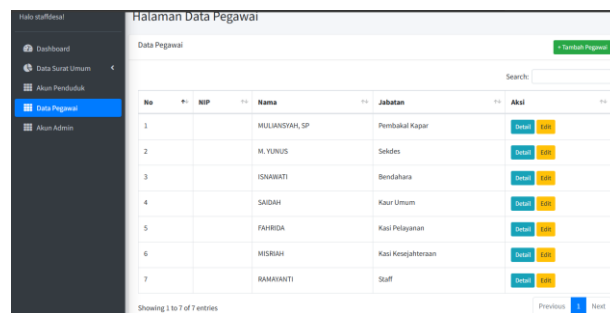 Halo staffdesa!
Halaman Data Pegawai
Dashboard
Data Surat Umum
Akun Penduduk
Data Pegawai
Akun Admin
Data Pegawai
+ Tambah Pegawai
Search:
No NIP Nama Jabatan Aksi
1 MULIANSYAH, SP Pembakal Kapar Detail Edit
2 M. YUNUS Sekdes Detail Edit
3 ISNAWATI Bendahara Detail Edit
4 SAIDAH Kaur Umum Detail Edit
5 FAHRIDA Kasi Pelayanan Detail Edit
6 MISRIAH Kasi Kesejahteraan Detail Edit
7 RAMAYANTI Staff Detail Edit
Showing 1 to 7 of 7 entries
Previous 1 Next